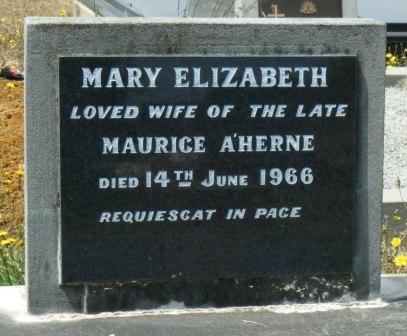 MARY ELIZABETH
LOVED WIFE OF THE LATE
MAURICE A'HERNE
DIED 14TH JUNE 1966
REQUIESCAT IN PACE